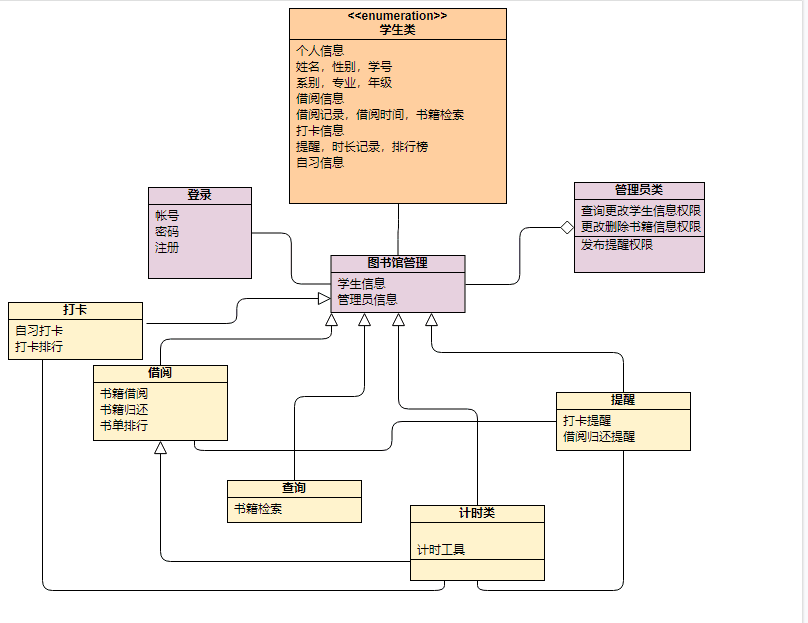 <<enumeration>>
学生类
个人信息
姓名，性别，学号
系别，专业，年级
借阅信息
借阅记录，借阅时间，书籍检索
打卡信息
提醒，时长记录，排行榜
自习信息
登录
帐号
密码
注册
管理员类
查询更改学生信息权限
更改删除书籍信息权限
发布提醒权限
图书馆管理
学生信息
管理员信息
打卡
自习打卡
打卡排行
借阅
书籍借阅
书籍归还
书单排行
提醒
打卡提醒
借阅归还提醒
查询
书籍检索
计时类
计时工具